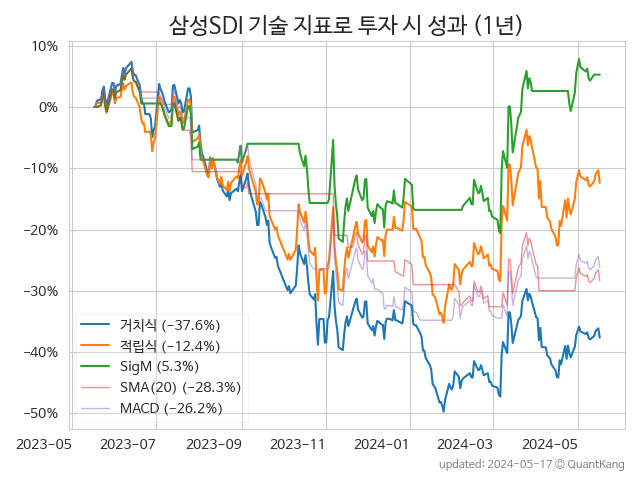 삼성SDI 기술 지표로 투자 시 성과 (1년)
10%
0%
−10%
−20%
−30%
−40%
−50%
거치식 (−37.6%)
적립식 (−12.4%)
SigM (5.3%)
SMA(20) (−28.3%)
MACD (−26.2%)
2023-05 2023-07 2023-09 2023-11 2024-01 2024-03 2024-05
updated: 2024-05-17 © QuantKang